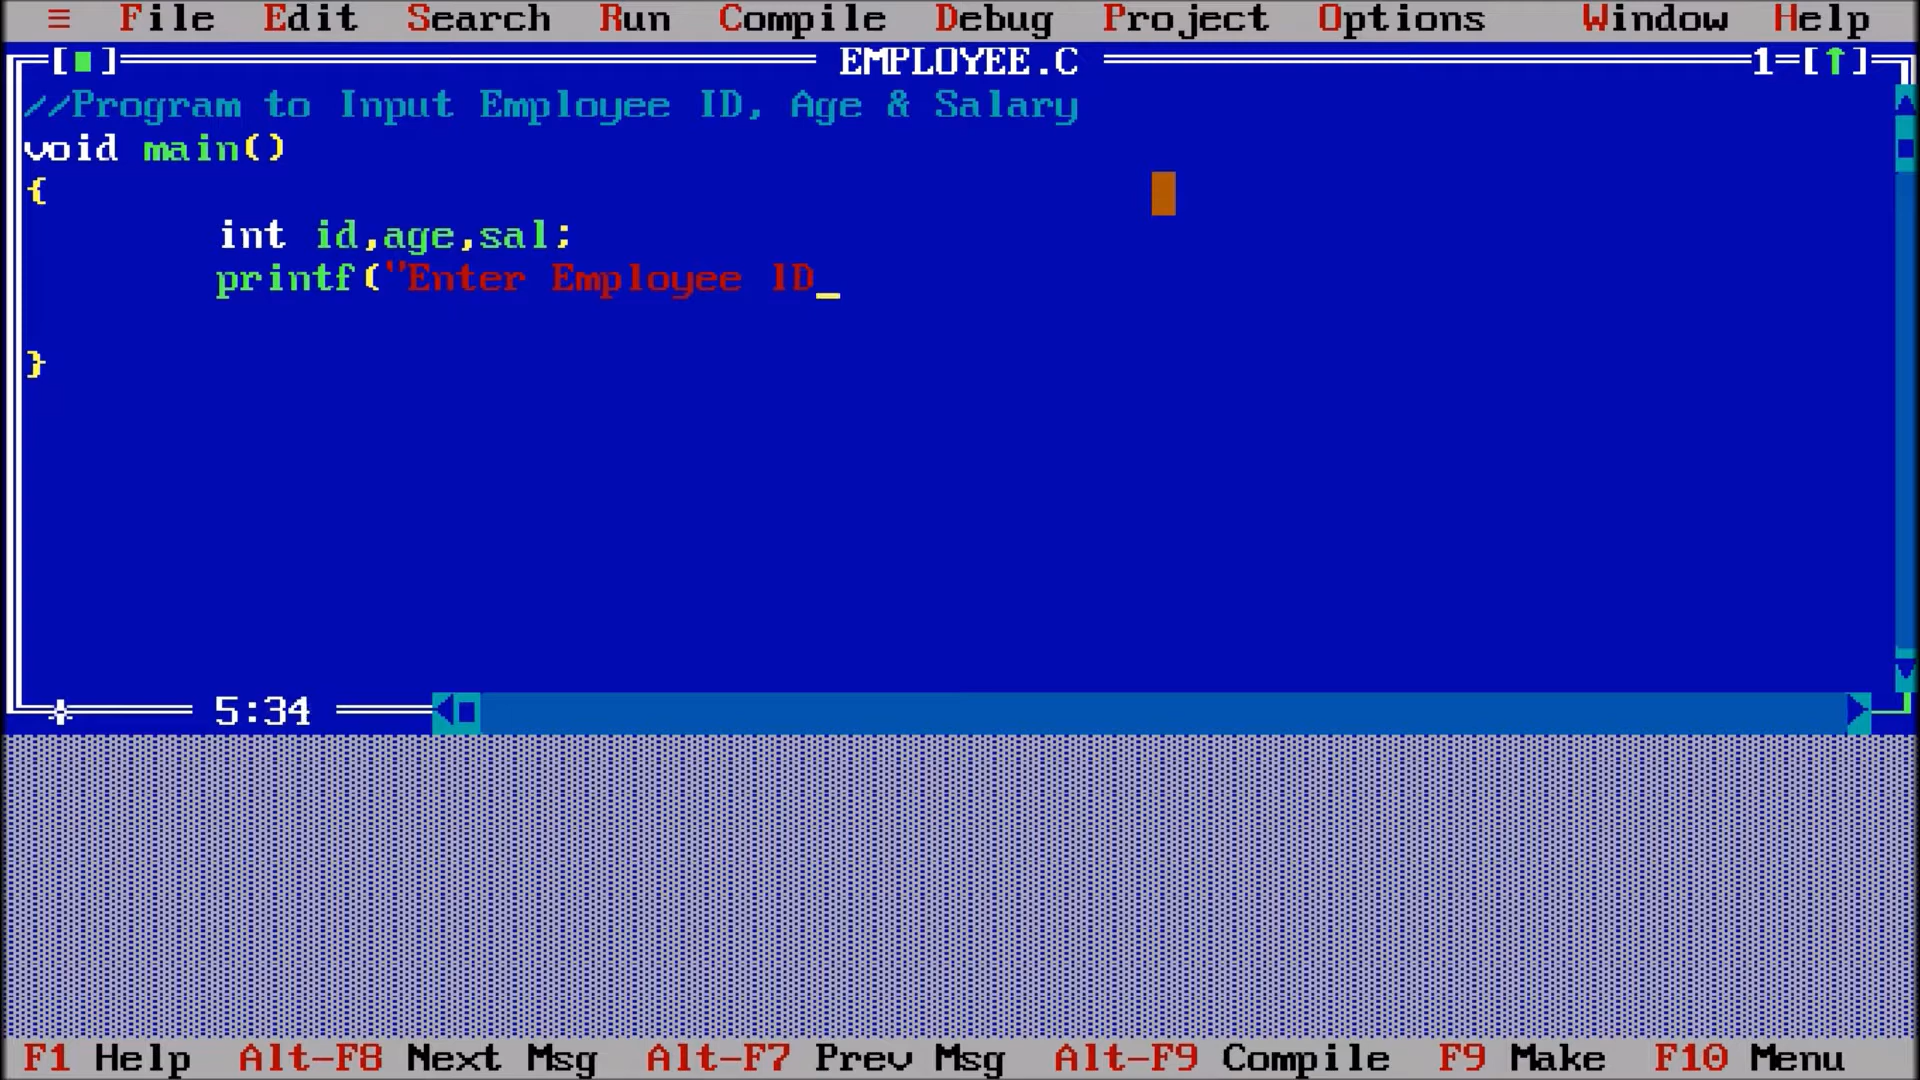 ≡ File Edit Search Run Compile Debug Project Options Window Help
[■] EMPLOYEE.C 1=[↑]
//Program to Input Employee ID, Age & Salary
void main()
{
int id,age,sal;
printf("Enter Employee lD_
}
5:34
F1 Help Alt-F8 Next Msg Alt-F7 Prev Msg Alt-F9 Compile F9 Make F10 Menu